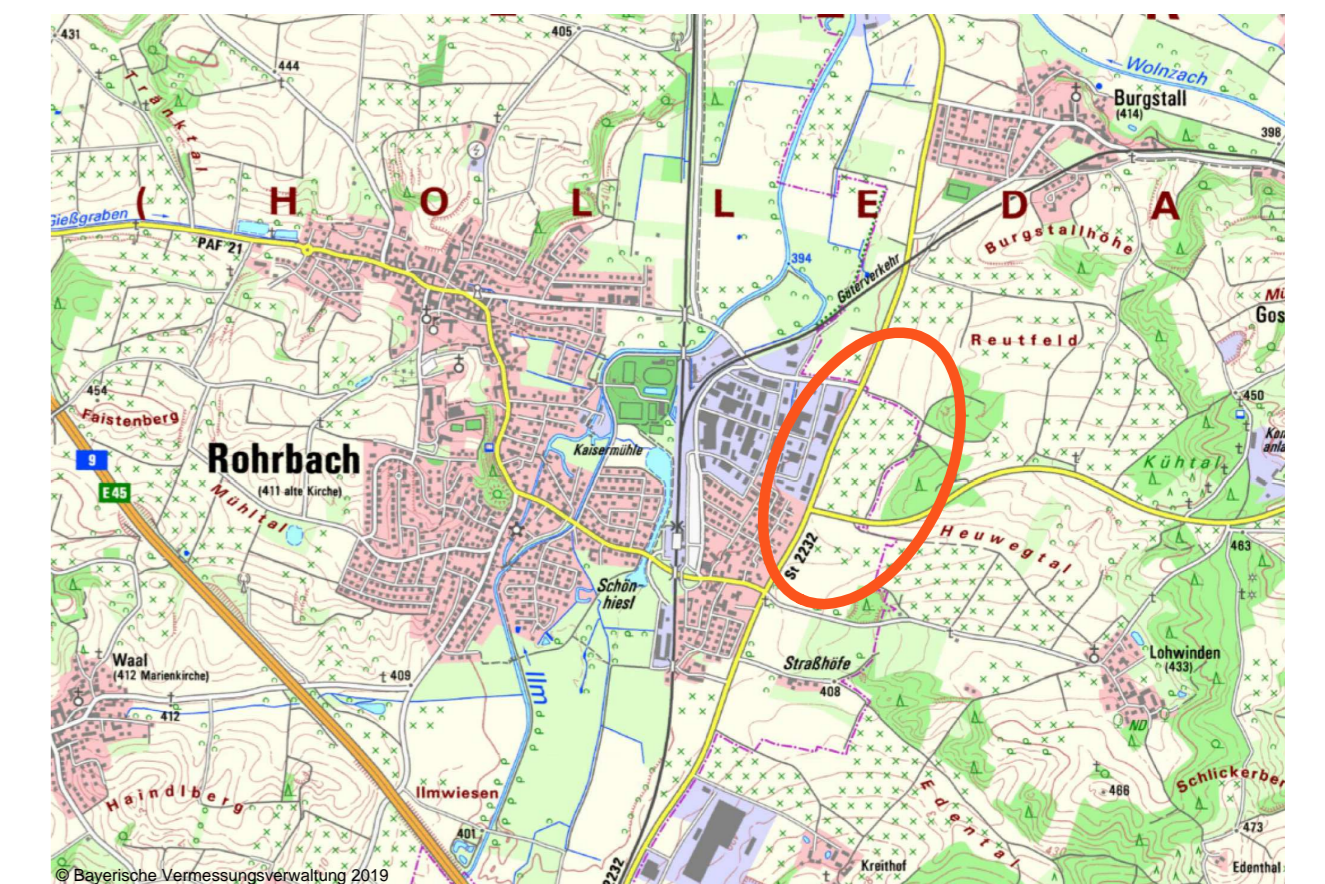 431
405
444
Wolnzach
Burgstall
(414)
398
Tränktal
Gießgraben
( H O L L E D A
PAF 21
394
Güterverkehr
Burgstallhöhe
Reutfeld
Gos
454
Faistenberg
9
E45
Rohrbach
(411 alte Kirche)
Mühltal
Kaisermühle
450
Kühtal
St 2232
Heuwegtal
463
Schön-
hiesl
Waal
(412 Marienkirche)
409
412
Ilm
Straßhöfe
408
Lohwinden
(433)
ND
Haindlberg
Ilmwiesen
401
Edental
466
Schlickerber
473
2232
Kreithof
Edenthal
© Bayerische Vermessungsverwaltung 2019